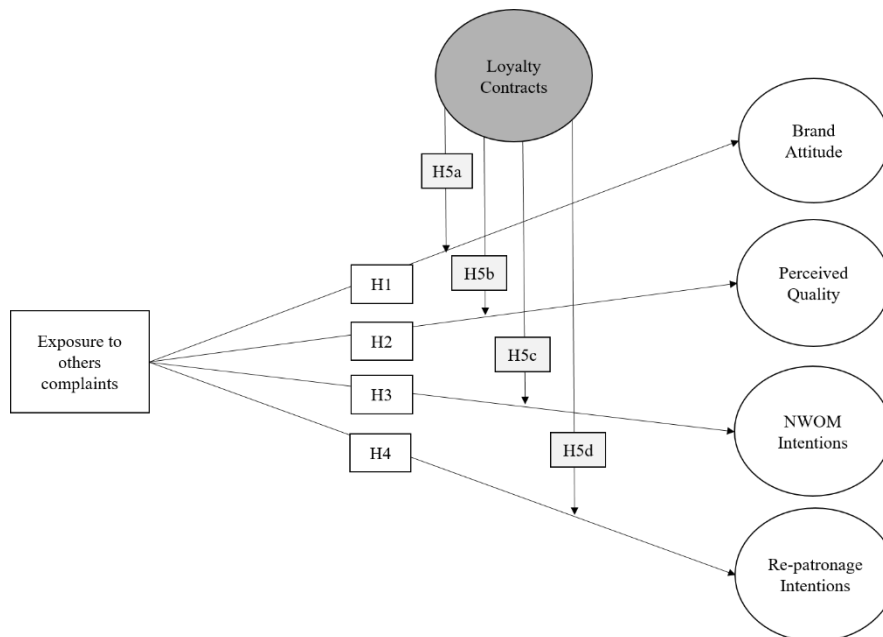 Loyalty
Contracts
Brand
Attitude
H5a
H5b
H1
Perceived
Quality
Exposure to
others
complaints
H2
H5c
H3
NWOM
Intentions
H4
H5d
Re-patronage
Intentions